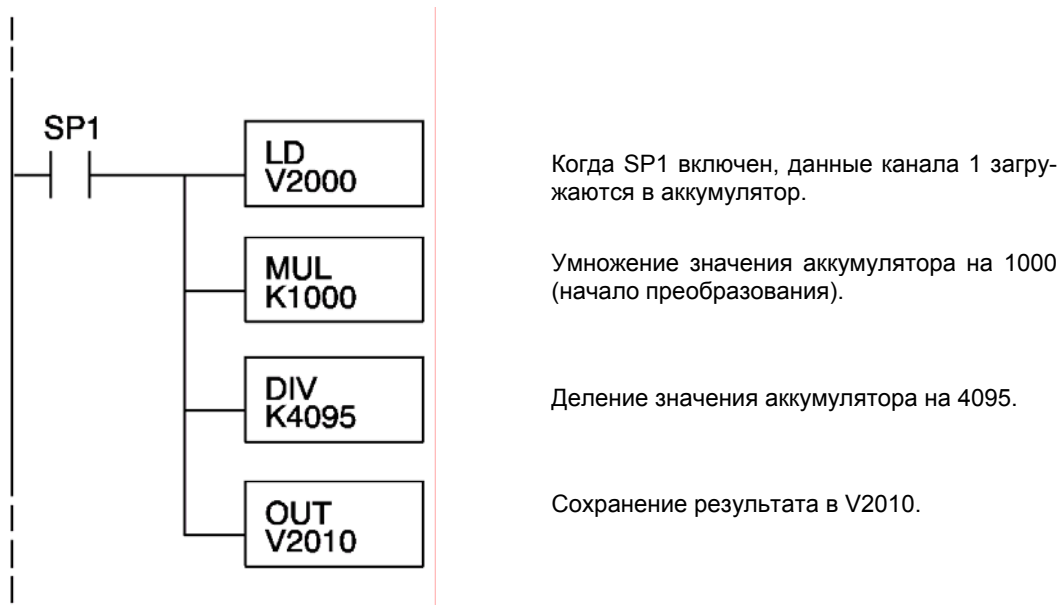 SP1
LD
V2000
Когда SP1 включен, данные канала 1 загру-
жаются в аккумулятор.
MUL
K1000
Умножение значения аккумулятора на 1000
(начало преобразования).
DIV
K4095
Деление значения аккумулятора на 4095.
OUT
V2010
Сохранение результата в V2010.